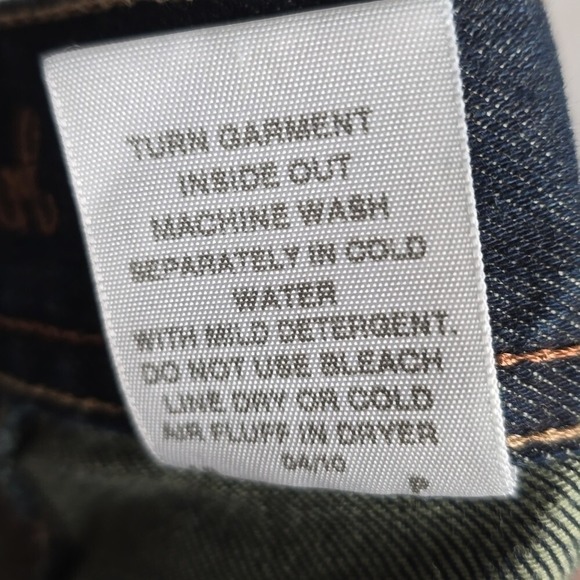 TURN GARMENT
INSIDE OUT
MACHINE WASH
SEPARATELY IN COLD
WATER
WITH MILD DETERGENT.
DO NOT USE BLEACH
LINE DRY OR COLD
AIR FLUFF IN DRYER
04/10
P